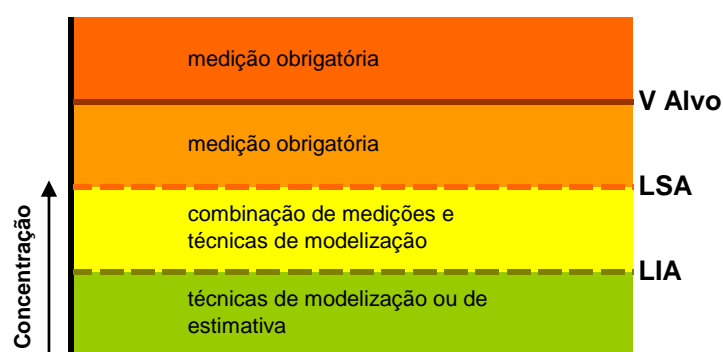 medição obrigatória
V Alvo
medição obrigatória
LSA
combinação de medições e
técnicas de modelização
LIA
técnicas de modelização ou de
estimativa
Concentração